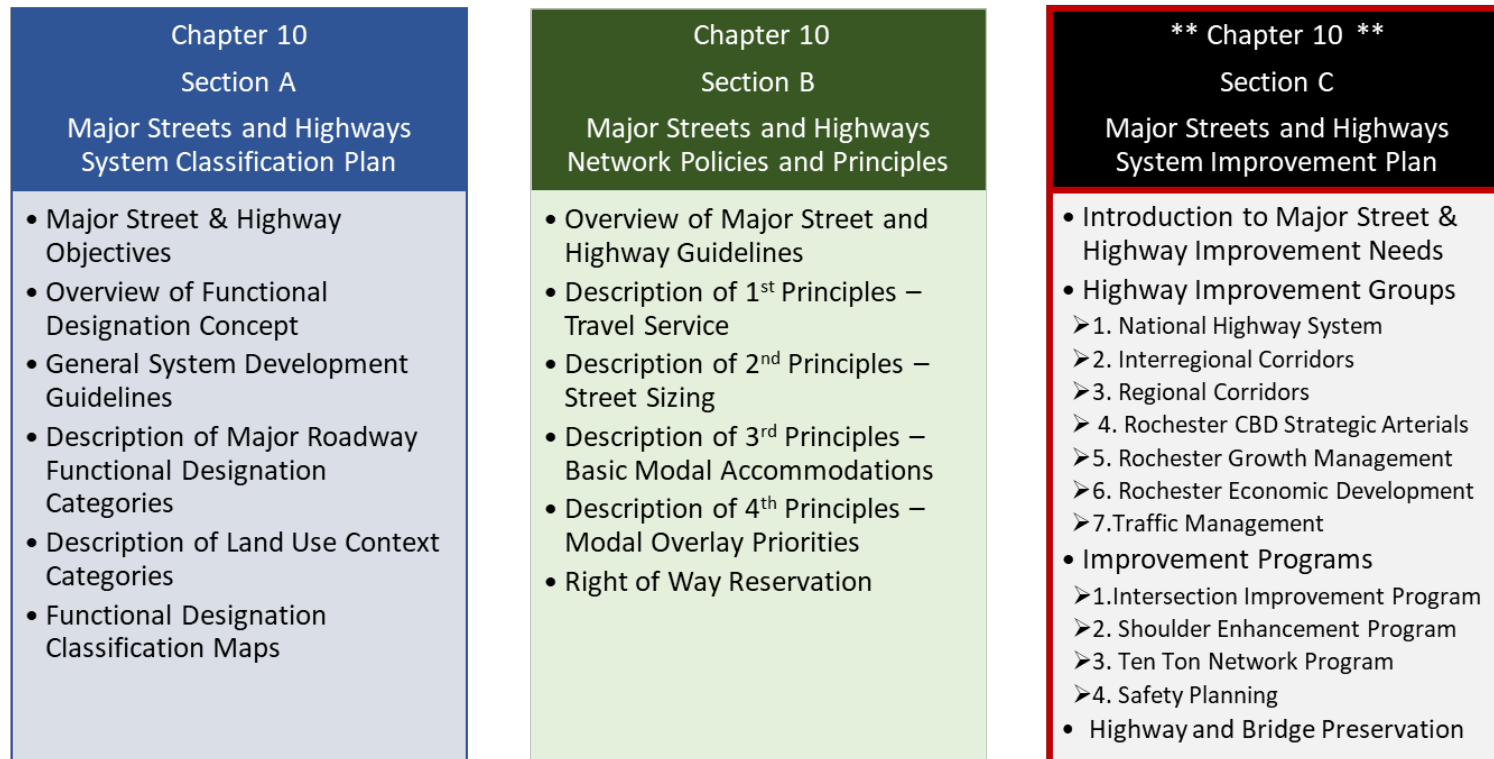 Chapter 10
Section A
Major Streets and Highways
System Classification Plan
• Major Street & Highway
Objectives
• Overview of Functional
Designation Concept
• General System Development
Guidelines
• Description of Major Roadway
Functional Designation
Categories
• Description of Land Use Context
Categories
• Functional Designation
Classification Maps
Chapter 10
Section B
Major Streets and Highways
Network Policies and Principles
• Overview of Major Street and
Highway Guidelines
• Description of 1st Principles –
Travel Service
• Description of 2nd Principles –
Street Sizing
• Description of 3rd Principles –
Basic Modal Accommodations
• Description of 4th Principles –
Modal Overlay Priorities
• Right of Way Reservation
** Chapter 10 **
Section C
Major Streets and Highways
System Improvement Plan
• Introduction to Major Street &
Highway Improvement Needs
• Highway Improvement Groups
➢1. National Highway System
➢2. Interregional Corridors
➢3. Regional Corridors
➢ 4. Rochester CBD Strategic Arterials
➢5. Rochester Growth Management
➢6. Rochester Economic Development
➢7.Traffic Management
• Improvement Programs
➢1.Intersection Improvement Program
➢2. Shoulder Enhancement Program
➢3. Ten Ton Network Program
➢4. Safety Planning
• Highway and Bridge Preservation